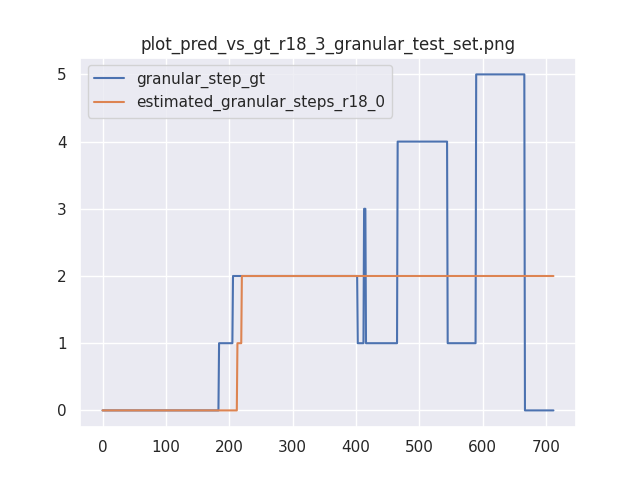 plot_pred_vs_gt_r18_3_granular_test_set.png
granular_step_gt
estimated_granular_steps_r18_0
5
4
3
2
1
0
0 100 200 300 400 500 600 700